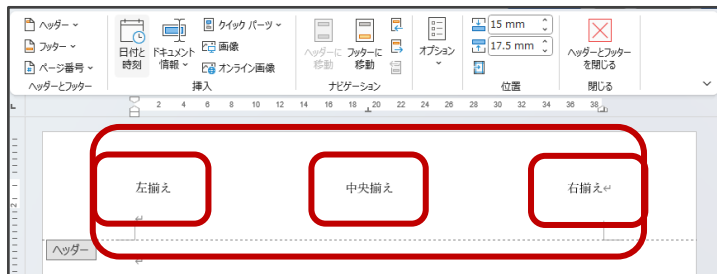 ヘッダー
フッター
ページ番号
ヘッダーとフッター
日付と
時刻
ドキュメント
情報
クイック パーツ
画像
オンライン画像
挿入
ヘッダーに
移動
フッターに
移動
ナビゲーション
オプション
15 mm
17.5 mm
位置
ヘッダーとフッター
を閉じる
閉じる
2 4 6 8 10 12 14 16 18 20 22 24 26 28 30 32 34 36 38
2
左揃え 中央揃え 右揃え↵
↵
ヘッダー
↵